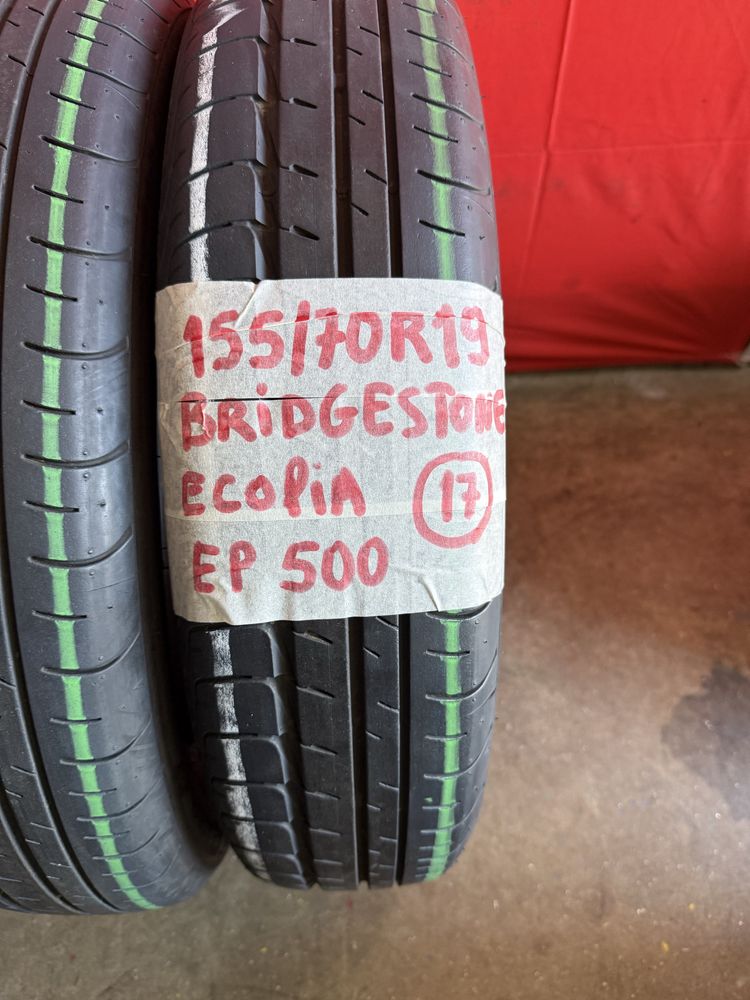 155/70R19
BRiDGESTONE
ECOPiA
17
EP 500